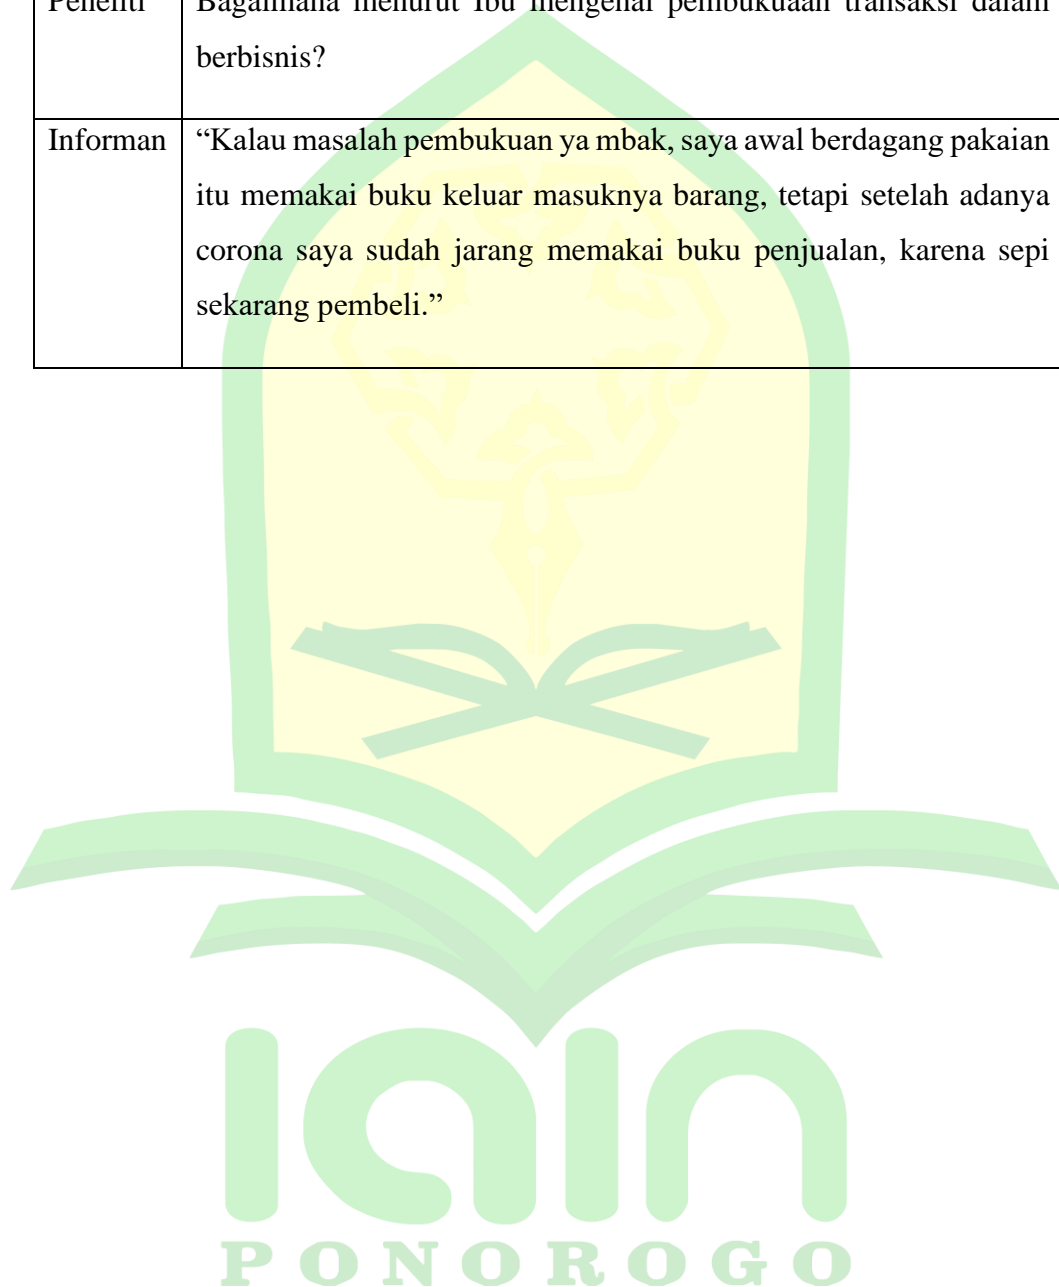 Peneliti Bagaimana menurut Ibu mengenai pembukuaan transaksi dalam
berbisnis?
Informan “Kalau masalah pembukuan ya mbak, saya awal berdagang pakaian
itu memakai buku keluar masuknya barang, tetapi setelah adanya
corona saya sudah jarang memakai buku penjualan, karena sepi
sekarang pembeli.”
iain
PONOROGO